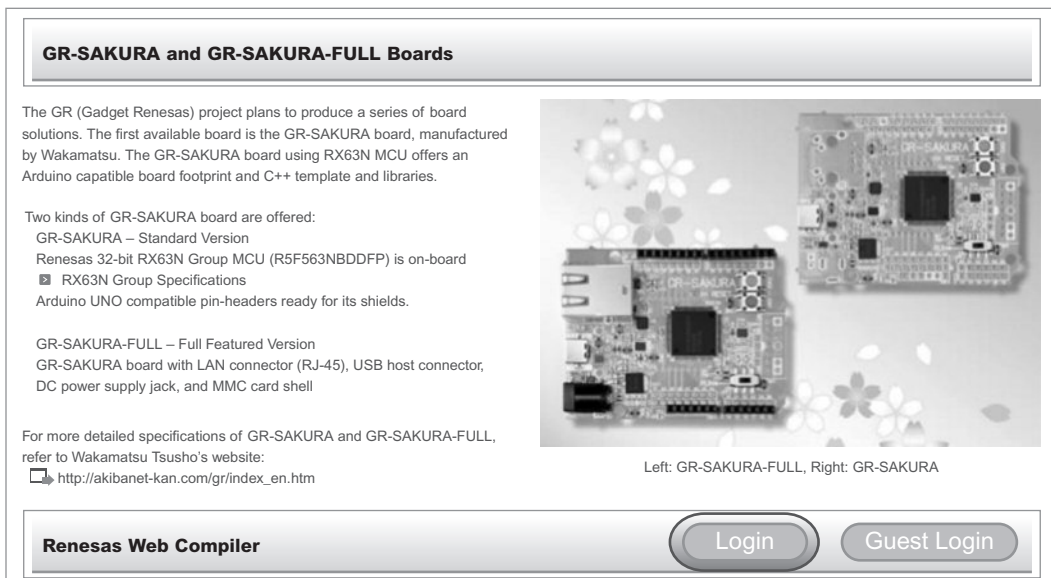 GR-SAKURA and GR-SAKURA-FULL Boards
The GR (Gadget Renesas) project plans to produce a series of board
solutions. The first available board is the GR-SAKURA board, manufactured
by Wakamatsu. The GR-SAKURA board using RX63N MCU offers an
Arduino capatible board footprint and C++ template and libraries.
Two kinds of GR-SAKURA board are offered:
GR-SAKURA – Standard Version
Renesas 32-bit RX63N Group MCU (R5F563NBDDFP) is on-board
RX63N Group Specifications
Arduino UNO compatible pin-headers ready for its shields.
GR-SAKURA-FULL – Full Featured Version
GR-SAKURA board with LAN connector (RJ-45), USB host connector,
DC power supply jack, and MMC card shell
For more detailed specifications of GR-SAKURA and GR-SAKURA-FULL,
refer to Wakamatsu Tsusho's website:
http://akibanet-kan.com/gr/index_en.htm
GR-SAKURA
GR-SAKURA
Left: GR-SAKURA-FULL, Right: GR-SAKURA
Renesas Web Compiler
Login
Guest Login